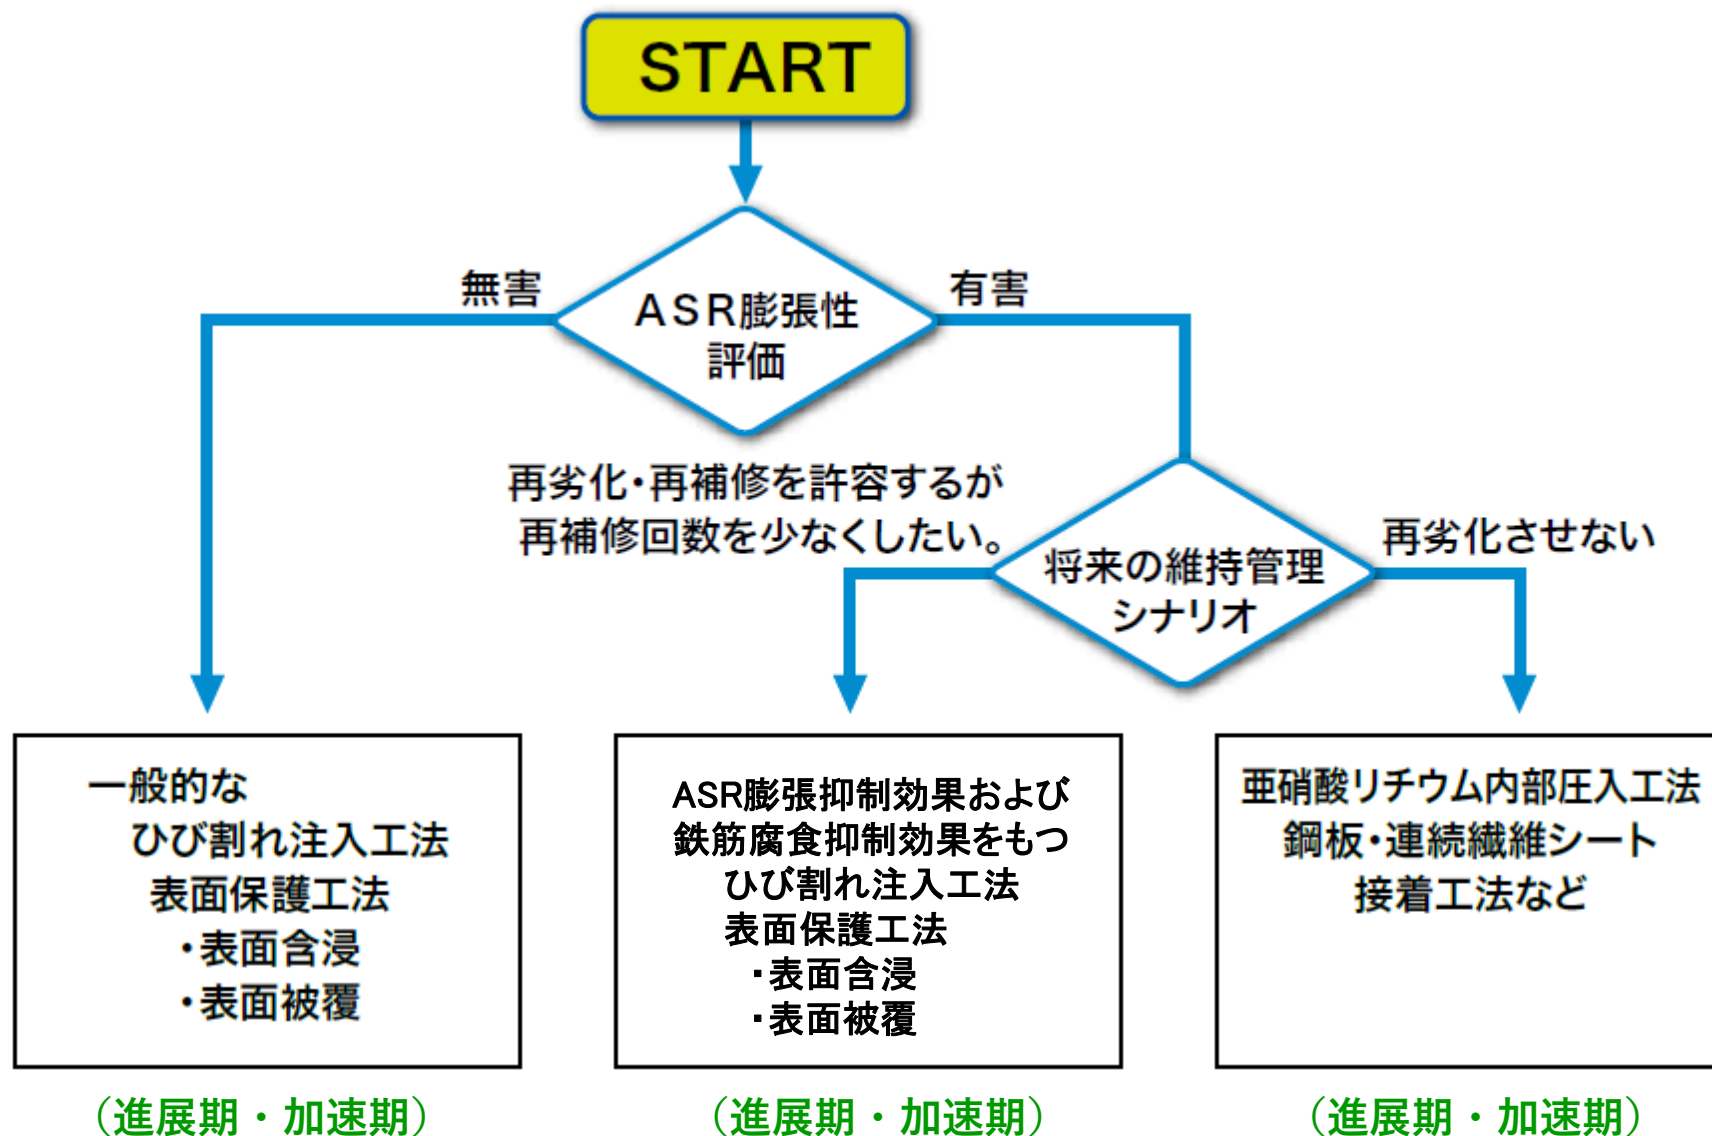 START
無害
有害
ASR膨張性
評価
再劣化・再補修を許容するが
再補修回数を少なくしたい。
再劣化させない
将来の維持管理
シナリオ
一般的な
ひび割れ注入工法
表面保護工法
・表面含浸
・表面被覆
ASR膨張抑制効果および
鉄筋腐食抑制効果をもつ
ひび割れ注入工法
表面保護工法
・表面含浸
・表面被覆
亜硝酸リチウム内部圧入工法
鋼板・連続繊維シート
接着工法など
（進展期・加速期）
（進展期・加速期）
（進展期・加速期）